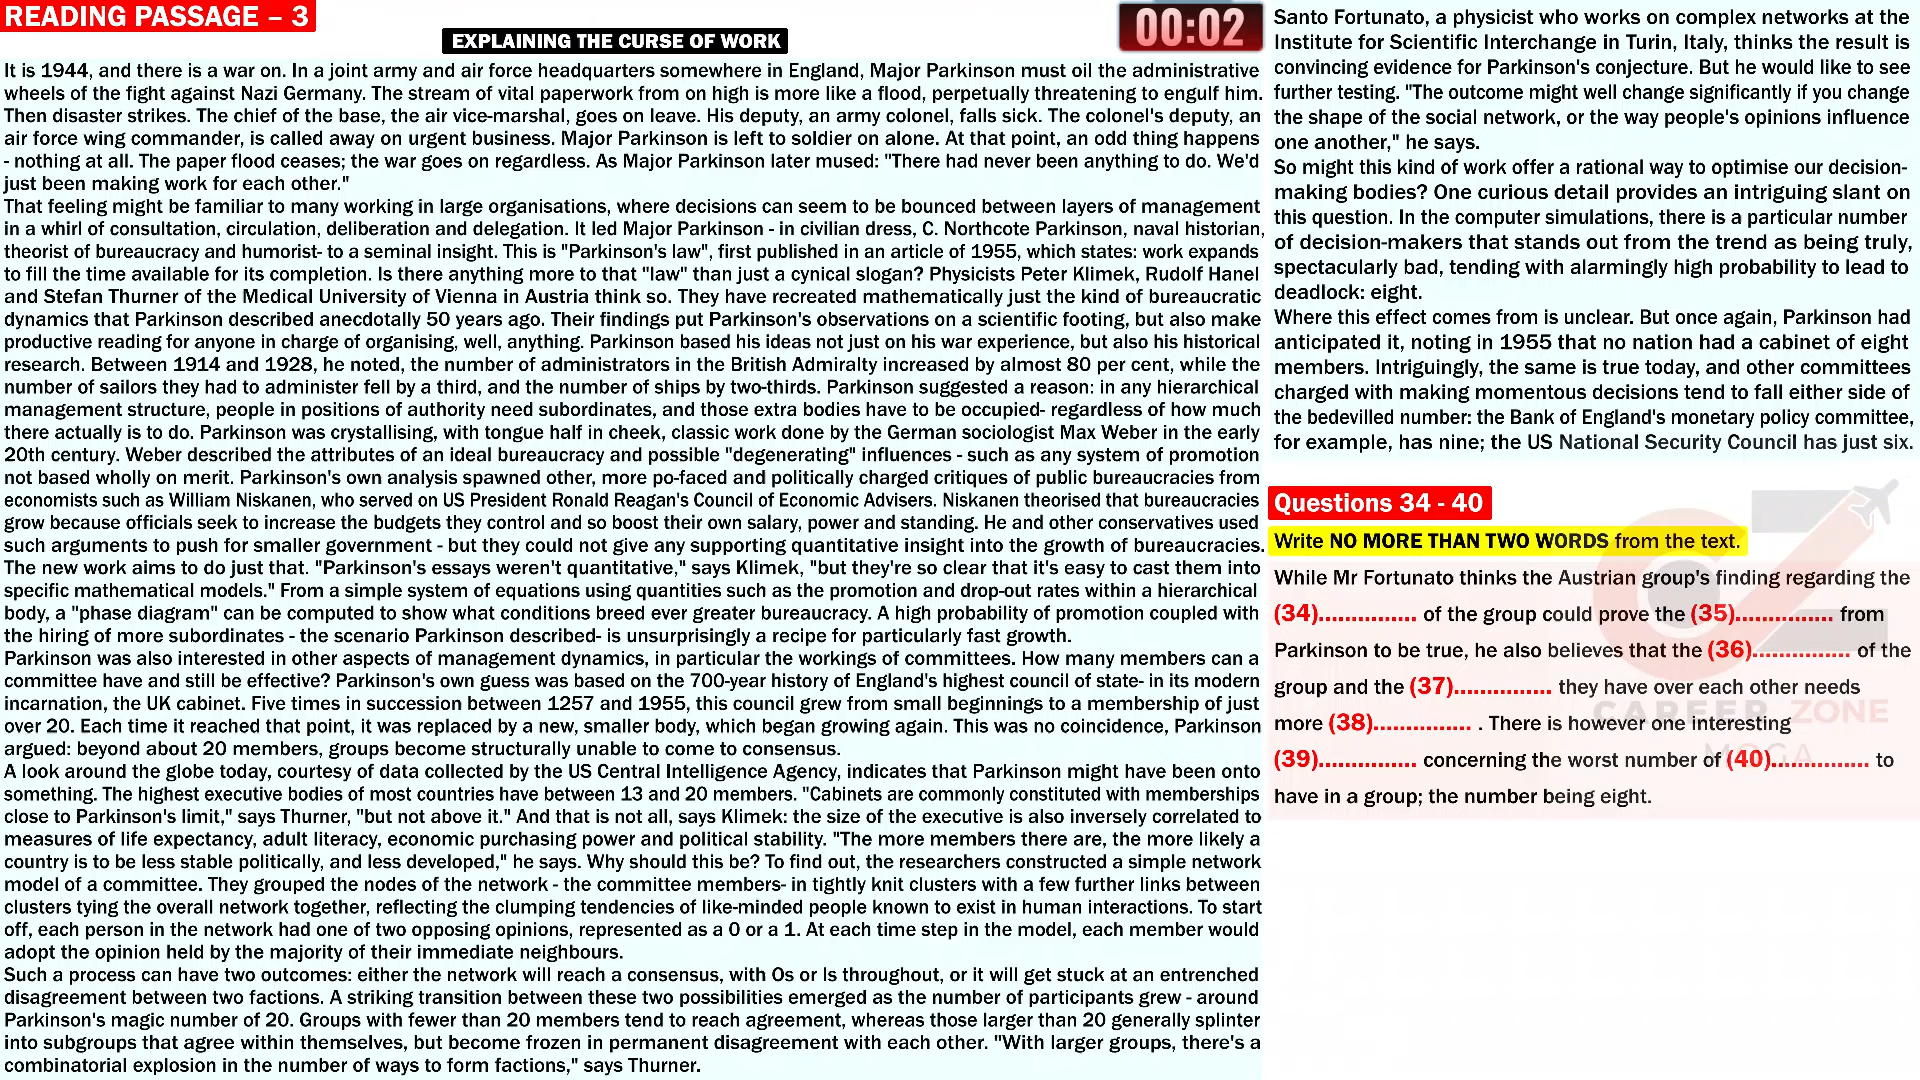 READING PASSAGE – 3
EXPLAINING THE CURSE OF WORK
00:02
It is 1944, and there is a war on. In a joint army and air force headquarters somewhere in England, Major Parkinson must oil the administrative
wheels of the fight against Nazi Germany. The stream of vital paperwork from on high is more like a flood, perpetually threatening to engulf him.
Then disaster strikes. The chief of the base, the air vice-marshal, goes on leave. His deputy, an army colonel, falls sick. The colonel's deputy, an
air force wing commander, is called away on urgent business. Major Parkinson is left to soldier on alone. At that point, an odd thing happens
- nothing at all. The paper flood ceases; the war goes on regardless. As Major Parkinson later mused: "There had never been anything to do. We'd
just been making work for each other."
That feeling might be familiar to many working in large organisations, where decisions can seem to be bounced between layers of management
in a whirl of consultation, circulation, deliberation and delegation. It led Major Parkinson - in civilian dress, C. Northcote Parkinson, naval historian,
theorist of bureaucracy and humorist- to a seminal insight. This is "Parkinson's law", first published in an article of 1955, which states: work expands
to fill the time available for its completion. Is there anything more to that "law" than just a cynical slogan? Physicists Peter Klimek, Rudolf Hanel
and Stefan Thurner of the Medical University of Vienna in Austria think so. They have recreated mathematically just the kind of bureaucratic
dynamics that Parkinson described anecdotally 50 years ago. Their findings put Parkinson's observations on a scientific footing, but also make
productive reading for anyone in charge of organising, well, anything. Parkinson based his ideas not just on his war experience, but also his historical
research. Between 1914 and 1928, he noted, the number of administrators in the British Admiralty increased by almost 80 per cent, while the
number of sailors they had to administer fell by a third, and the number of ships by two-thirds. Parkinson suggested a reason: in any hierarchical
management structure, people in positions of authority need subordinates, and those extra bodies have to be occupied- regardless of how much
there actually is to do. Parkinson was crystallising, with tongue half in cheek, classic work done by the German sociologist Max Weber in the early
20th century. Weber described the attributes of an ideal bureaucracy and possible "degenerating" influences - such as any system of promotion
not based wholly on merit. Parkinson's own analysis spawned other, more po-faced and politically charged critiques of public bureaucracies from
economists such as William Niskanen, who served on US President Ronald Reagan's Council of Economic Advisers. Niskanen theorised that bureaucracies
grow because officials seek to increase the budgets they control and so boost their own salary, power and standing. He and other conservatives used
such arguments to push for smaller government - but they could not give any supporting quantitative insight into the growth of bureaucracies.
The new work aims to do just that. "Parkinson's essays weren't quantitative," says Klimek, "but they're so clear that it's easy to cast them into
specific mathematical models." From a simple system of equations using quantities such as the promotion and drop-out rates within a hierarchical
body, a "phase diagram" can be computed to show what conditions breed ever greater bureaucracy. A high probability of promotion coupled with
the hiring of more subordinates - the scenario Parkinson described- is unsurprisingly a recipe for particularly fast growth.
Parkinson was also interested in other aspects of management dynamics, in particular the workings of committees. How many members can a
committee have and still be effective? Parkinson's own guess was based on the 700-year history of England's highest council of state- in its modern
incarnation, the UK cabinet. Five times in succession between 1257 and 1955, this council grew from small beginnings to a membership of just
over 20. Each time it reached that point, it was replaced by a new, smaller body, which began growing again. This was no coincidence, Parkinson
argued: beyond about 20 members, groups become structurally unable to come to consensus.
A look around the globe today, courtesy of data collected by the US Central Intelligence Agency, indicates that Parkinson might have been onto
something. The highest executive bodies of most countries have between 13 and 20 members. "Cabinets are commonly constituted with memberships
close to Parkinson's limit," says Thurner, "but not above it." And that is not all, says Klimek: the size of the executive is also inversely correlated to
measures of life expectancy, adult literacy, economic purchasing power and political stability. "The more members there are, the more likely a
country is to be less stable politically, and less developed," he says. Why should this be? To find out, the researchers constructed a simple network
model of a committee. They grouped the nodes of the network - the committee members- in tightly knit clusters with a few further links between
clusters tying the overall network together, reflecting the clumping tendencies of like-minded people known to exist in human interactions. To start
off, each person in the network had one of two opposing opinions, represented as a 0 or a 1. At each time step in the model, each member would
adopt the opinion held by the majority of their immediate neighbours.
Such a process can have two outcomes: either the network will reach a consensus, with Os or Is throughout, or it will get stuck at an entrenched
disagreement between two factions. A striking transition between these two possibilities emerged as the number of participants grew - around
Parkinson's magic number of 20. Groups with fewer than 20 members tend to reach agreement, whereas those larger than 20 generally splinter
into subgroups that agree within themselves, but become frozen in permanent disagreement with each other. "With larger groups, there's a
combinatorial explosion in the number of ways to form factions," says Thurner.
Santo Fortunato, a physicist who works on complex networks at the
Institute for Scientific Interchange in Turin, Italy, thinks the result is
convincing evidence for Parkinson's conjecture. But he would like to see
further testing. "The outcome might well change significantly if you change
the shape of the social network, or the way people's opinions influence
one another," he says.
So might this kind of work offer a rational way to optimise our decision-
making bodies? One curious detail provides an intriguing slant on
this question. In the computer simulations, there is a particular number
of decision-makers that stands out from the trend as being truly,
spectacularly bad, tending with alarmingly high probability to lead to
deadlock: eight.
Where this effect comes from is unclear. But once again, Parkinson had
anticipated it, noting in 1955 that no nation had a cabinet of eight
members. Intriguingly, the same is true today, and other committees
charged with making momentous decisions tend to fall either side of
the bedevilled number: the Bank of England's monetary policy committee,
for example, has nine; the US National Security Council has just six.
Questions 34 - 40
Write NO MORE THAN TWO WORDS from the text.
While Mr Fortunato thinks the Austrian group's finding regarding the
(34)............... of the group could prove the (35)............... from
Parkinson to be true, he also believes that the (36)............... of the
group and the (37)............... they have over each other needs
more (38)............... . There is however one interesting
(39)............... concerning the worst number of (40)............... to
have in a group; the number being eight.
CAREER ZONE
MOGA